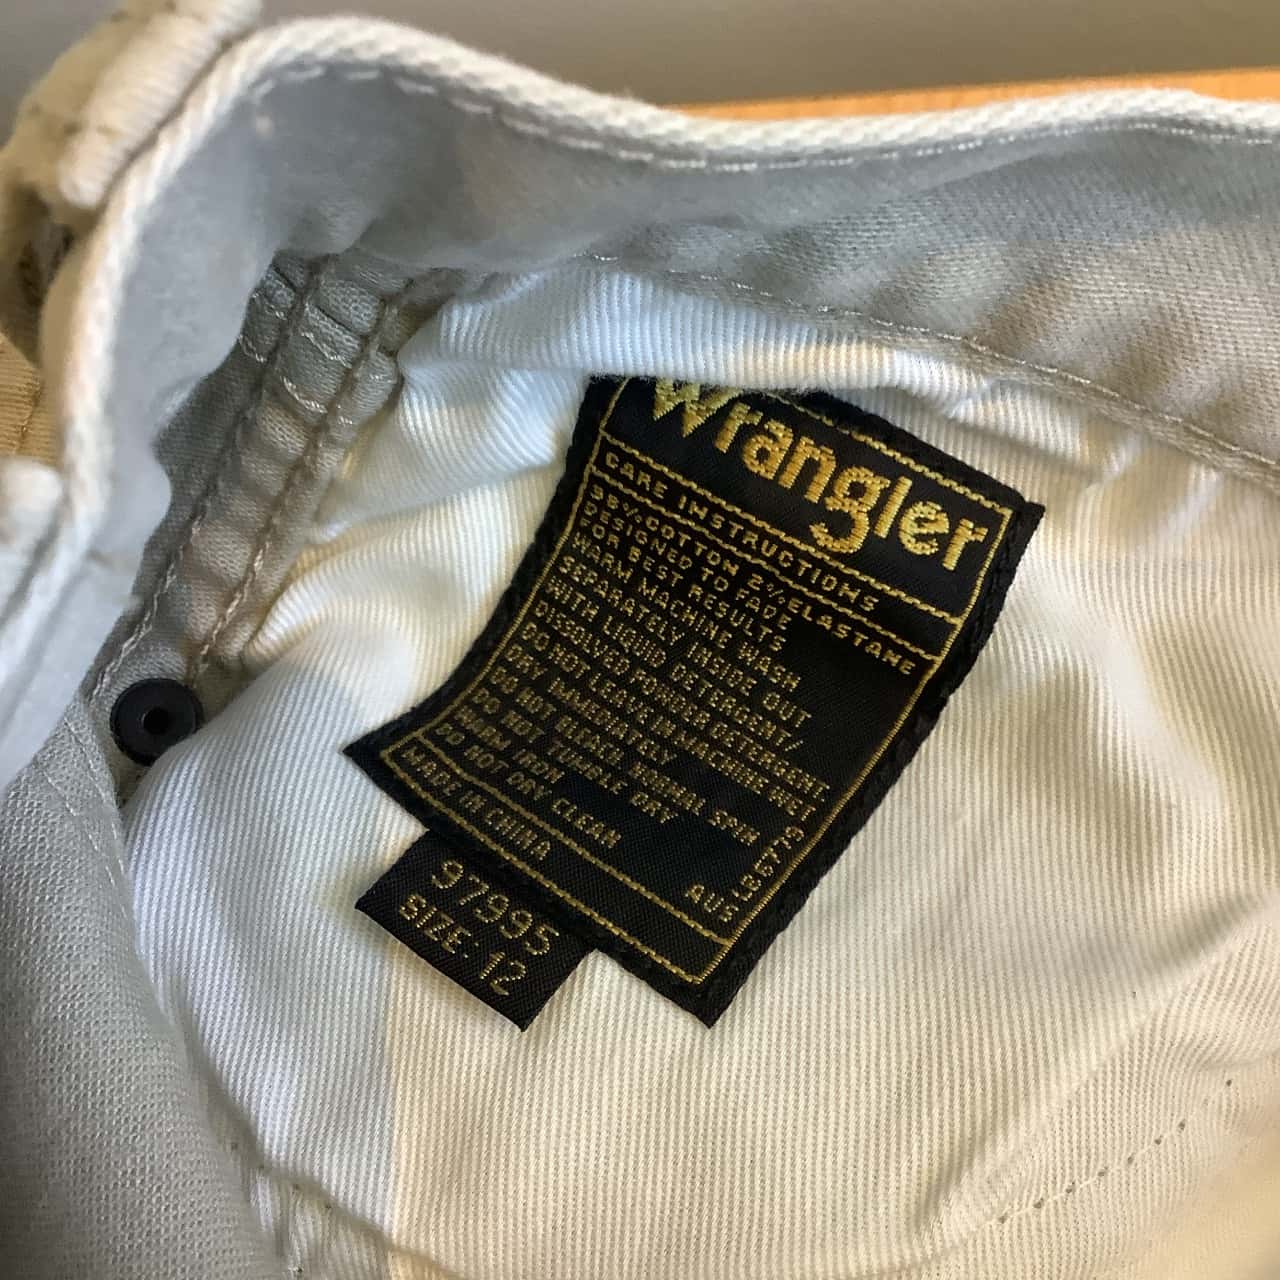 Wrangler
CARE INSTRUCTIONS
98% COTTON 2% ELASTANE
DESIGNED TO FADE
FOR BEST RESULTS
WARM MACHINE WASH
SEPARATELY INSIDE OUT
WITH LIQUID DETERGENT/
DISSOLVED POWDER DETERGENT.
DO NOT LEAVE IN MACHINE WET
DRY IMMEDIATELY
DO NOT BLEACH. NORMAL SPIN
DO NOT TUMBLE DRY
WARM IRON
DO NOT DRY CLEAN
MADE IN CHINA
AUS
97995
SIZE: 12